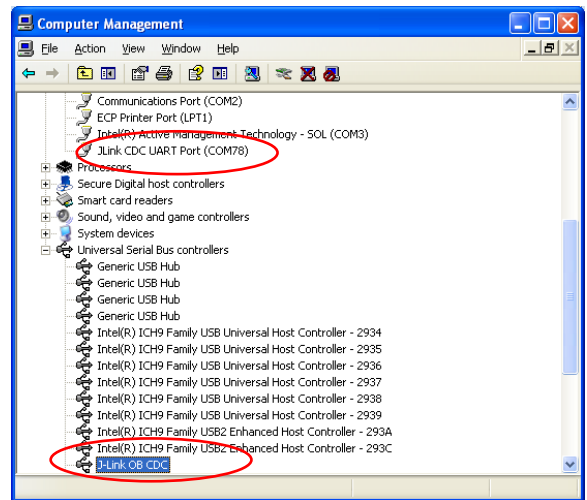 Computer Management
File Action View Window Help
Communications Port (COM2)
ECP Printer Port (LPT1)
Intel(R) Active Management Technology - SOL (COM3)
JLink CDC UART Port (COM78)
Processors
Secure Digital host controllers
Smart card readers
Sound, video and game controllers
System devices
Universal Serial Bus controllers
Generic USB Hub
Generic USB Hub
Generic USB Hub
Generic USB Hub
Intel(R) ICH9 Family USB Universal Host Controller - 2934
Intel(R) ICH9 Family USB Universal Host Controller - 2935
Intel(R) ICH9 Family USB Universal Host Controller - 2936
Intel(R) ICH9 Family USB Universal Host Controller - 2937
Intel(R) ICH9 Family USB Universal Host Controller - 2938
Intel(R) ICH9 Family USB Universal Host Controller - 2939
Intel(R) ICH9 Family USB2 Enhanced Host Controller - 293A
Intel(R) ICH9 Family USB2 Enhanced Host Controller - 293C
J-Link OB CDC